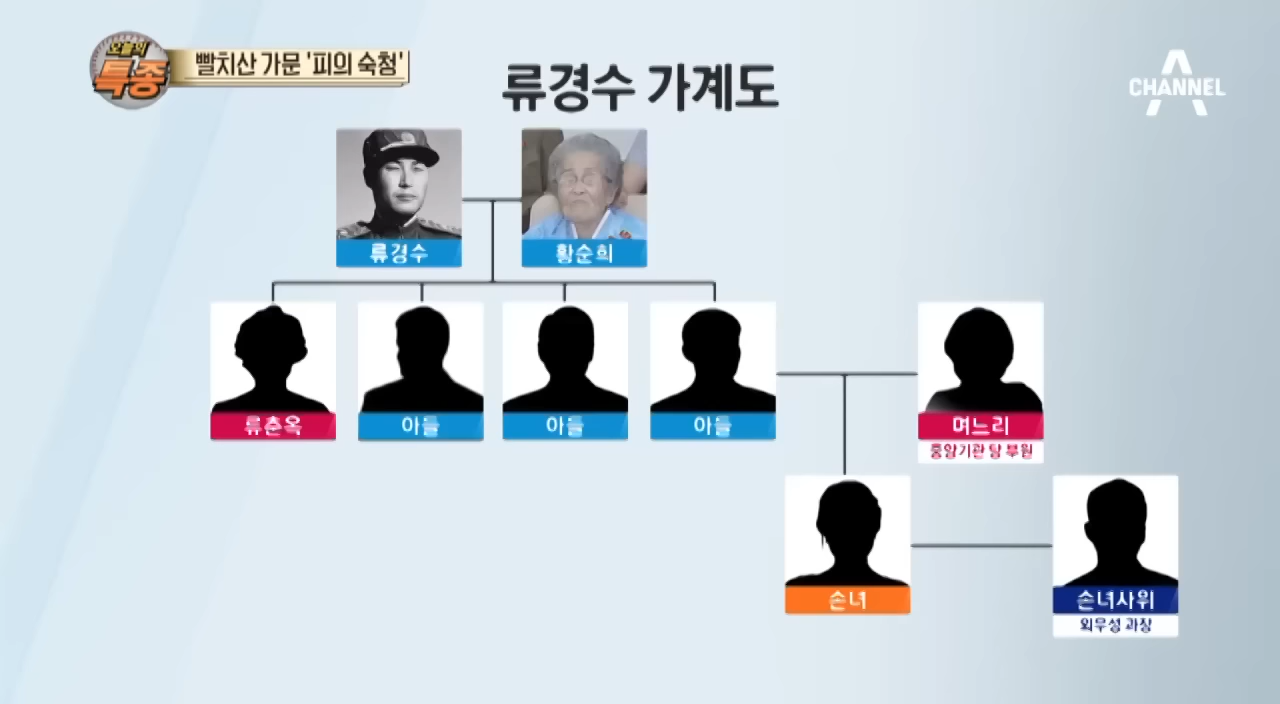 오늘의
특종
빨치산 가문 '피의 숙청'
류경수 가계도
CHANNEL A
류경수
황순희
류춘옥
아들
아들
아들
며느리
중앙기관 당 부원
손녀
손녀사위
외무성 과장